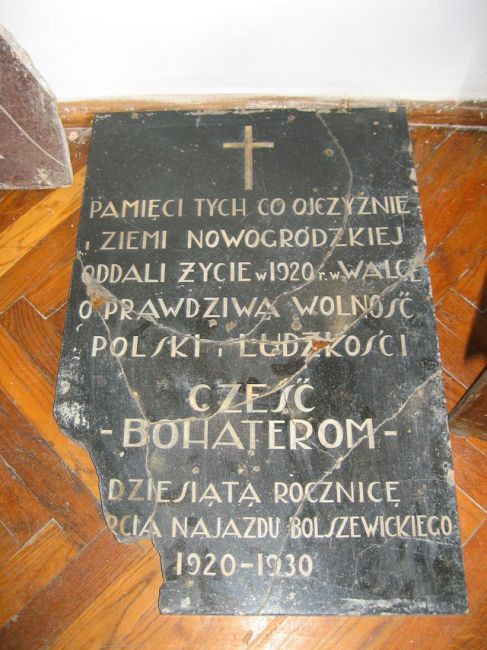 PAMIĘCI TYCH CO OJCZYŹNIE
i ZIEMI NOWOGRÓDZKIEJ
ODDALI ŻYCIE w 1920 r. w WALCE
O PRAWDZIWĄ WOLNOŚĆ
POLSKI i LUDZKOŚCI
CZEŚĆ
-BOHATEROM-
DZIESIĄTĄ ROCZNICĘ
RCIA NAJAZDU BOLSZEWICKIEGO
1920-1930